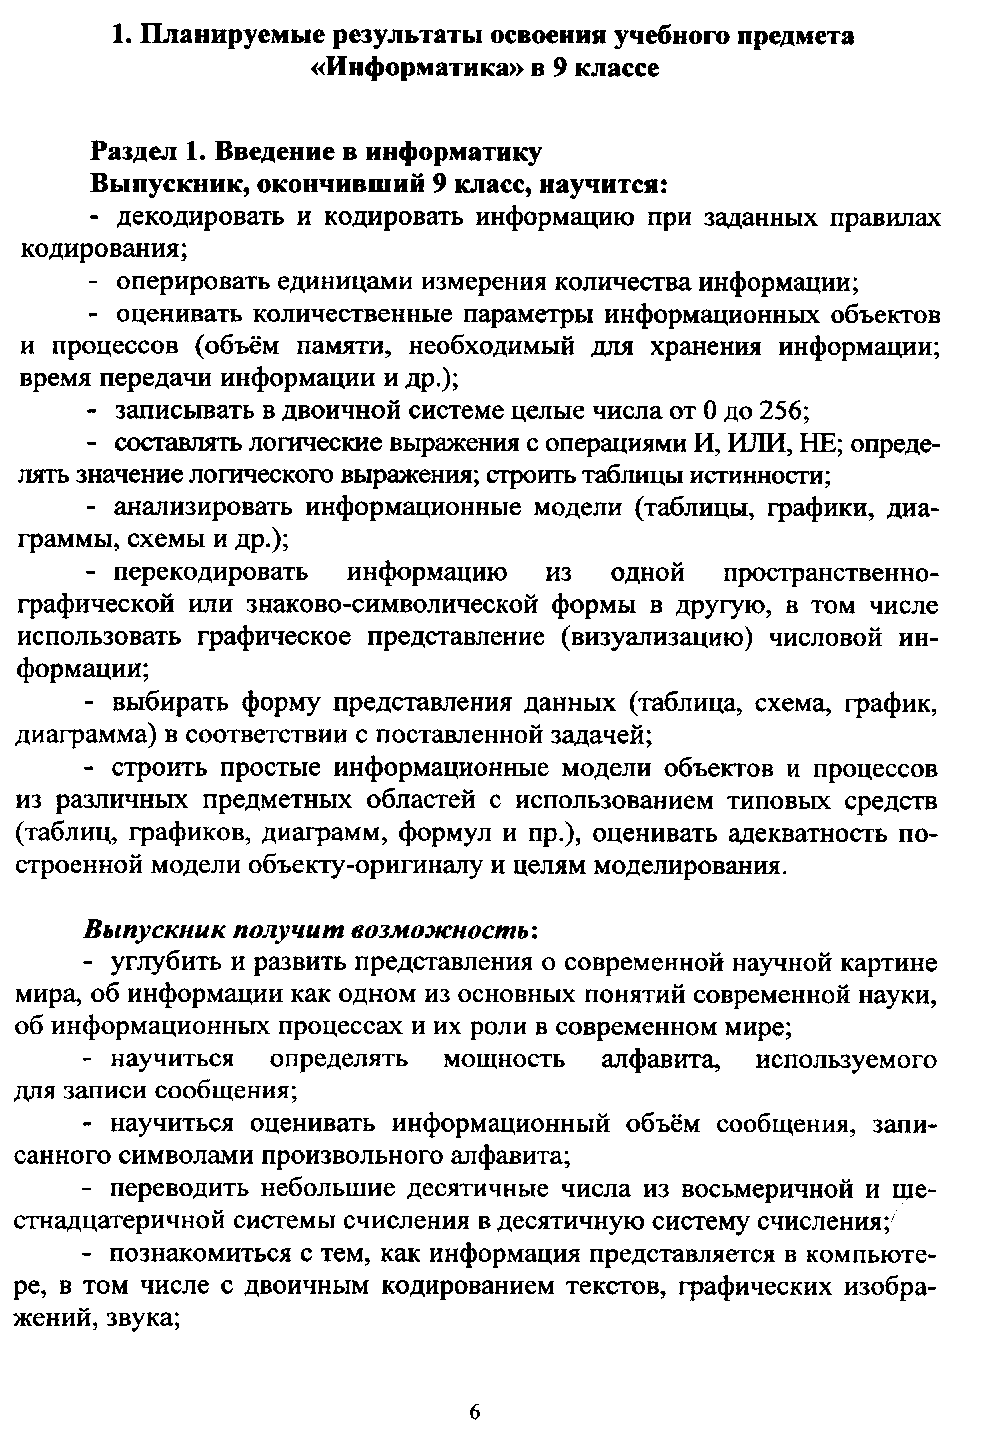 1. Планируемые результаты освоения учебного предмета
«Информатика» в 9 классе
Раздел 1. Введение в информатику
Выпускник, окончивший 9 класс, научится:
- декодировать и кодировать информацию при заданных правилах
кодирования;
- оперировать единицами измерения количества информации;
- оценивать количественные параметры информационных объектов
и процессов (объём памяти, необходимый для хранения информации;
время передачи информации и др.);
- записывать в двоичной системе целые числа от 0 до 256;
- составлять логические выражения с операциями И, ИЛИ, НЕ; опреде-
лять значение логического выражения; строить таблицы истинности;
- анализировать информационные модели (таблицы, графики, диа-
граммы, схемы и др.);
- перекодировать информацию из одной пространственно-
графической или знаково-символической формы в другую, в том числе
использовать графическое представление (визуализацию) числовой ин-
формации;
- выбирать форму представления данных (таблица, схема, график,
диаграмма) в соответствии с поставленной задачей;
- строить простые информационные модели объектов и процессов
из различных предметных областей с использованием типовых средств
(таблиц, графиков, диаграмм, формул и пр.), оценивать адекватность по-
строенной модели объекту-оригиналу и целям моделирования.
Выпускник получит возможность:
- углубить и развить представления о современной научной картине
мира, об информации как одном из основных понятий современной науки,
об информационных процессах и их роли в современном мире;
- научиться определять мощность алфавита, используемого
для записи сообщения;
- научиться оценивать информационный объём сообщения, запи-
санного символами произвольного алфавита;
- переводить небольшие десятичные числа из восьмеричной и ше-
стнадцатеричной системы счисления в десятичную систему счисления;
- познакомиться с тем, как информация представляется в компьюте-
ре, в том числе с двоичным кодированием текстов, графических изобра-
жений, звука;
6